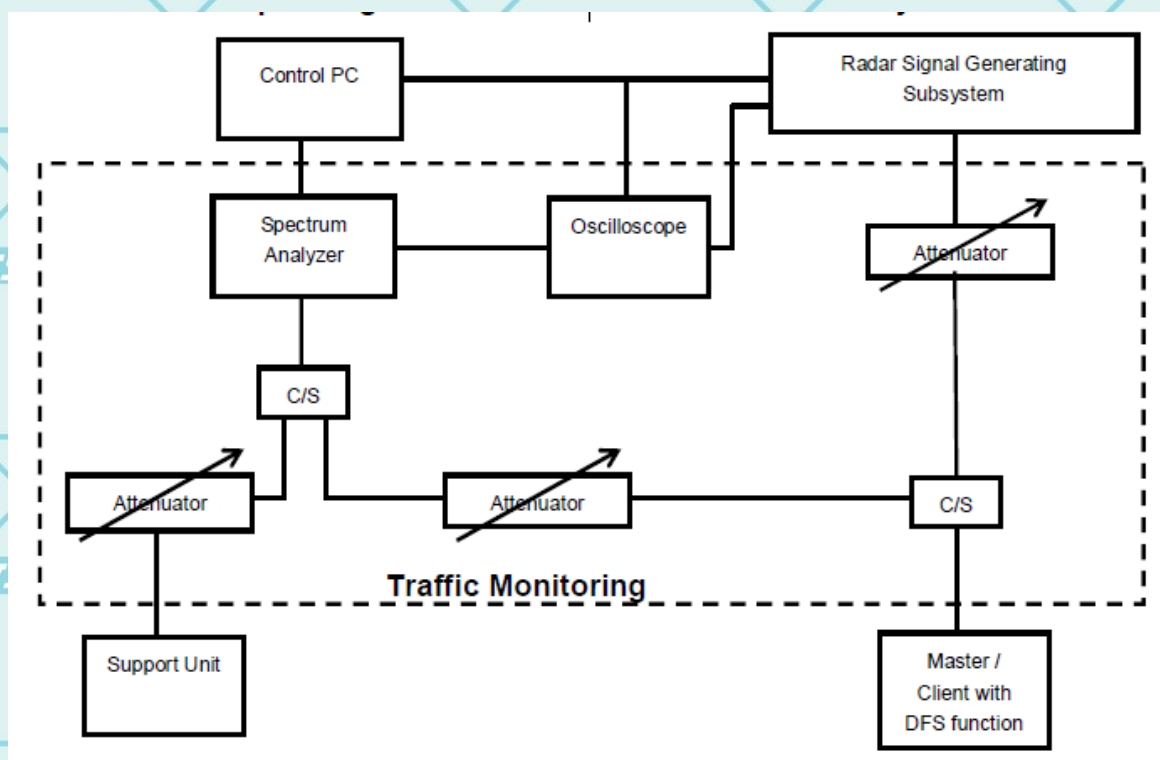 Control PC
Radar Signal Generating
Subsystem
Spectrum
Analyzer
Oscilloscope
Attenuator
C/S
Attenuator
Attenuator
C/S
Traffic Monitoring
Support Unit
Master /
Client with
DFS function